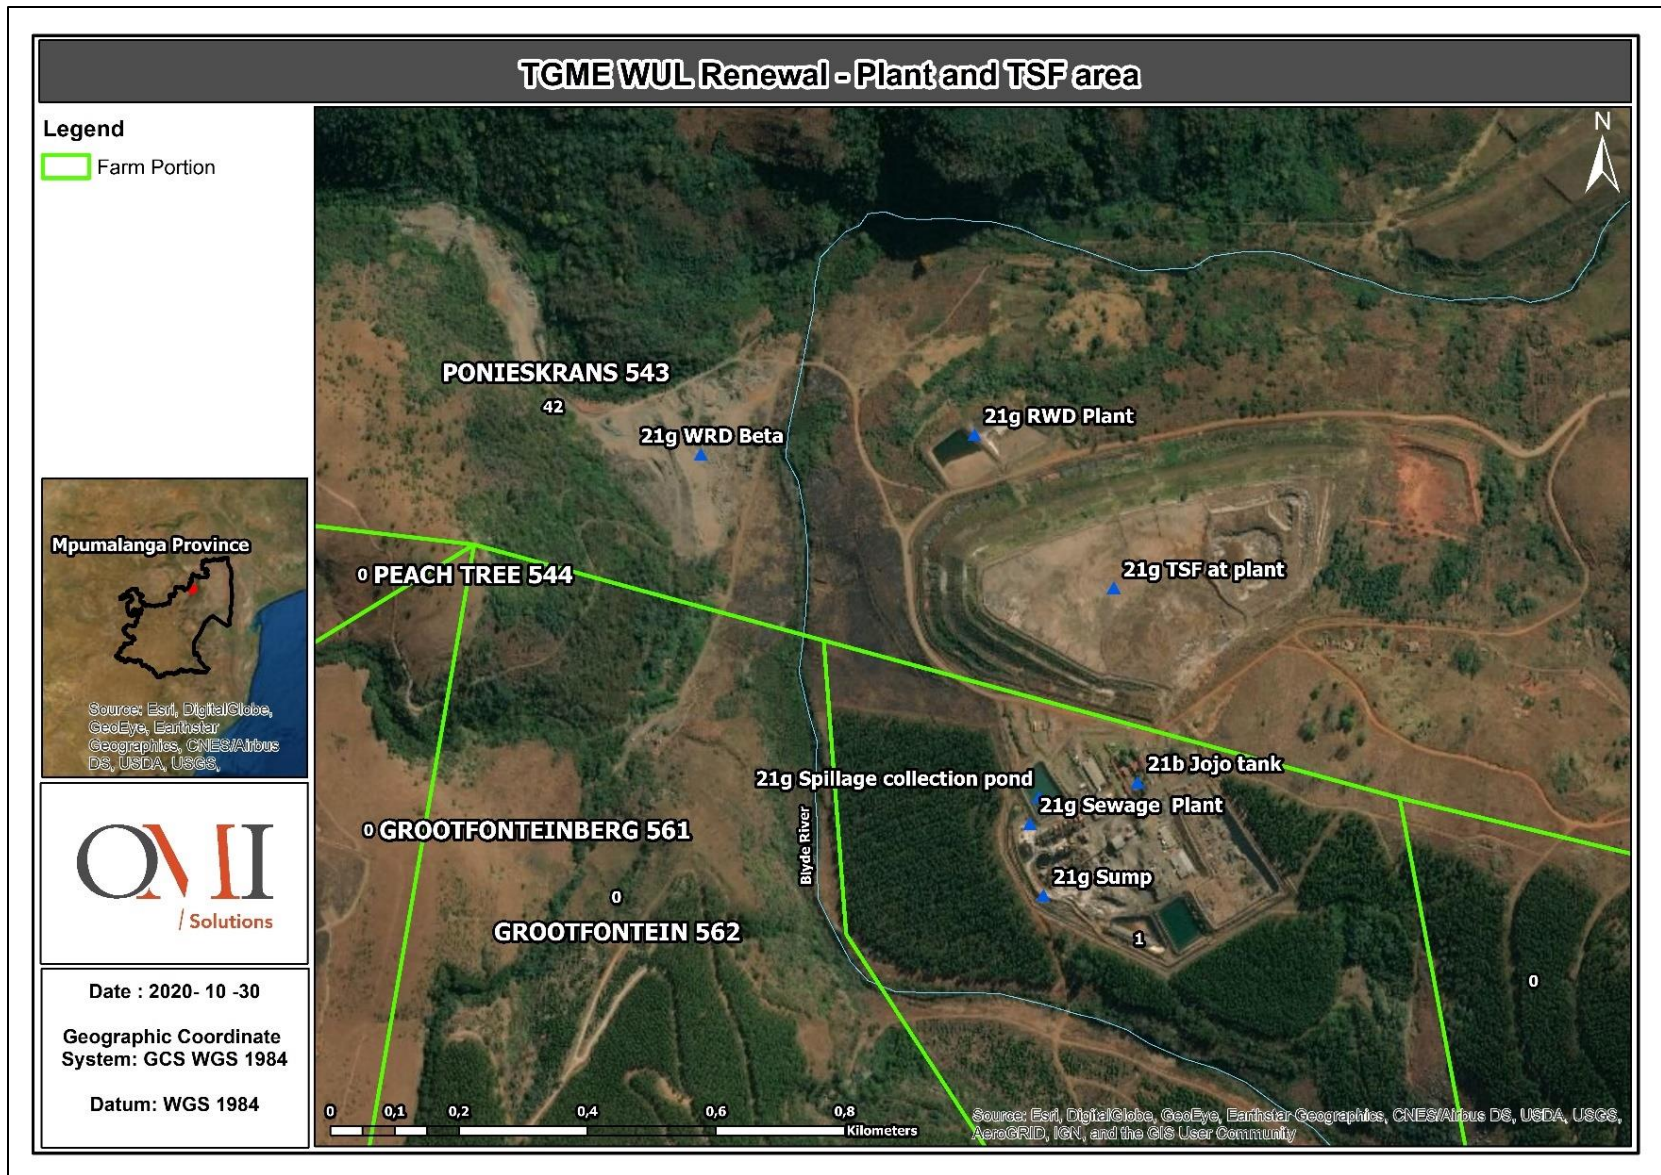 TGME WUL Renewal - Plant and TSF area
Legend
Farm Portion
Mpumalanga Province
Source: Esri, DigitalGlobe,
GeoEye, Earthstar
Geographics, CNES/Airbus
DS, USDA, USGS,
OMI
/ Solutions
Date : 2020- 10 -30
Geographic Coordinate
System: GCS WGS 1984
Datum: WGS 1984
N
PONIESKRANS 543
42
21g WRD Beta
21g RWD Plant
0 PEACH TREE 544
21g TSF at plant
21b Jojo tank
21g Spillage collection pond
21g Sewage Plant
0 GROOTFONTEINBERG 561
Blyde River
21g Sump
0
GROOTFONTEIN 562
1
0
0 0,1 0,2 0,4 0,6 0,8
Kilometers
Source: Esri, DigitalGlobe, GeoEye, Earthstar Geographics, CNES/Airbus DS, USDA, USGS,
AeroGRID, IGN, and the GIS User Community